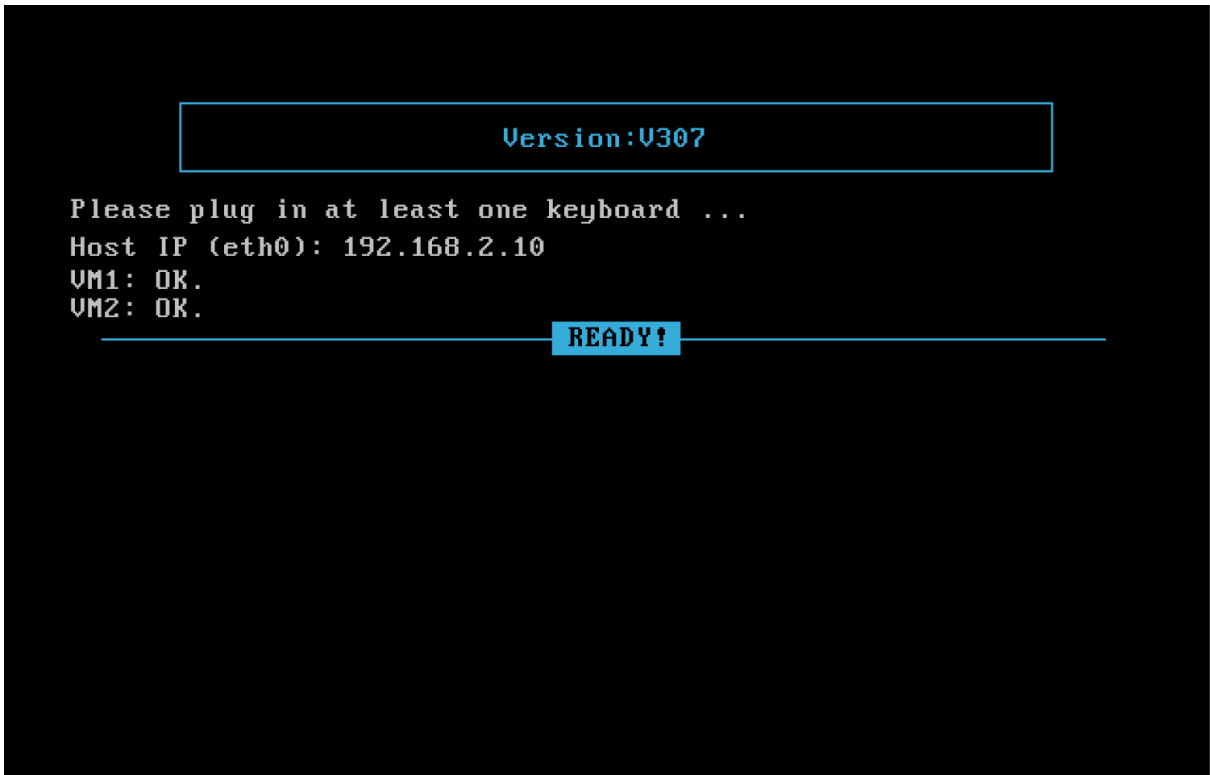 Version:V307
Please plug in at least one keyboard ...
Host IP (eth0): 192.168.2.10
VM1: OK.
VM2: OK.
READY!